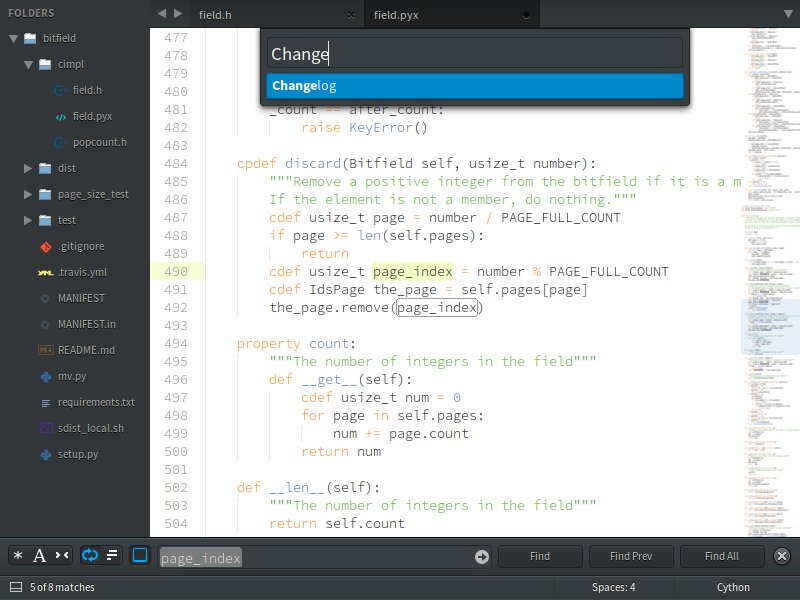 FOLDERS
bitfield
cimpl
field.h
field.pyx
popcount.h
dist
page_size_test
test
.gitignore
.travis.yml
MANIFEST
MANIFEST.in
README.md
mv.py
requirements.txt
sdist_local.sh
setup.py
field.h
field.pyx
Change
Changelog
477
478
479
480
481 _count == after_count:
482 raise KeyError()
483
484 cpdef discard(Bitfield self, usize_t number):
485 """Remove a positive integer from the bitfield if it is a m
486 If the element is not a member, do nothing."""
487 cdef usize_t page = number / PAGE_FULL_COUNT
488 if page >= len(self.pages):
489 return
490 cdef usize_t page_index = number % PAGE_FULL_COUNT
491 cdef IdsPage the_page = self.pages[page]
492 the_page.remove(page_index)
493
494 property count:
495 """The number of integers in the field"""
496 def __get__(self):
497 cdef usize_t num = 0
498 for page in self.pages:
499 num += page.count
500 return num
501
502 def __len__(self):
503 """The number of integers in the field"""
504 return self.count
page_index
Find
Find Prev
Find All
5 of 8 matches
Spaces: 4
Cython